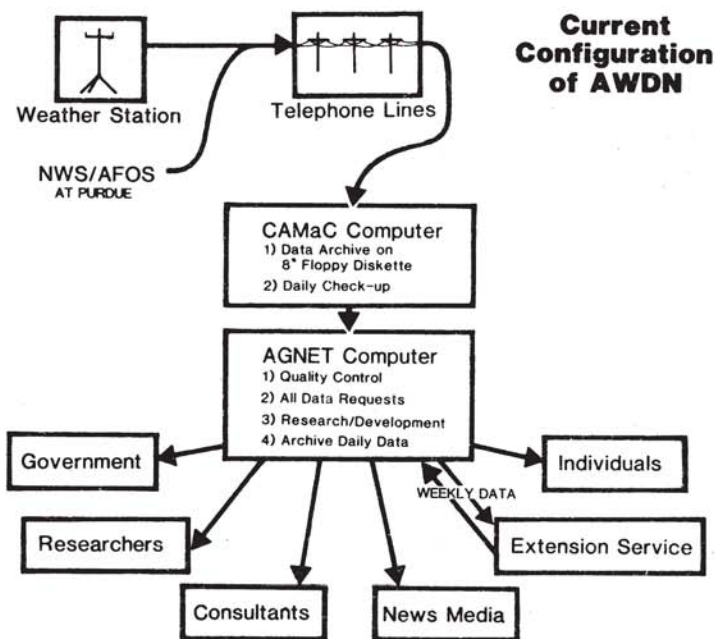 Current
Configuration
of AWDN
Weather Station
Telephone Lines
NWS/AFOS
AT PURDUE
CAMaC Computer
1) Data Archive on
8" Floppy Diskette
2) Daily Check-up
AGNET Computer
1) Quality Control
2) All Data Requests
3) Research/Development
4) Archive Daily Data
Government
Individuals
WEEKLY DATA
Researchers
Extension Service
Consultants
News Media